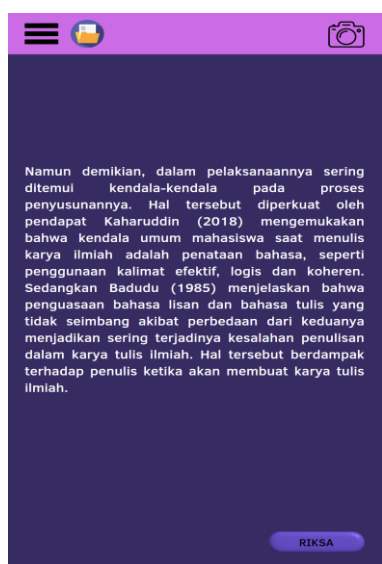 Namun demikian, dalam pelaksanaannya sering
ditemui kendala-kendala pada proses
penyusunannya. Hal tersebut diperkuat oleh
pendapat Kaharuddin (2018) mengemukakan
bahwa kendala umum mahasiswa saat menulis
karya ilmiah adalah penataan bahasa, seperti
penggunaan kalimat efektif, logis dan koheren.
Sedangkan Badudu (1985) menjelaskan bahwa
penguasaan bahasa lisan dan bahasa tulis yang
tidak seimbang akibat perbedaan dari keduanya
menjadikan sering terjadinya kesalahan penulisan
dalam karya tulis ilmiah. Hal tersebut berdampak
terhadap penulis ketika akan membuat karya tulis
ilmiah.
RIKSA